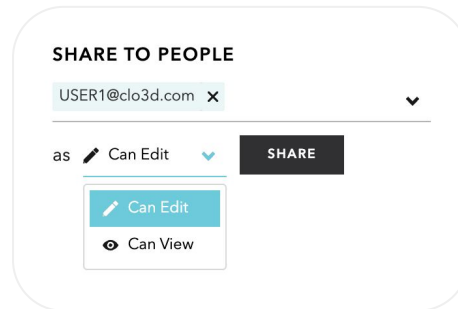 SHARE TO PEOPLE
USER1@clo3d.com
as Can Edit SHARE
Can Edit
Can View